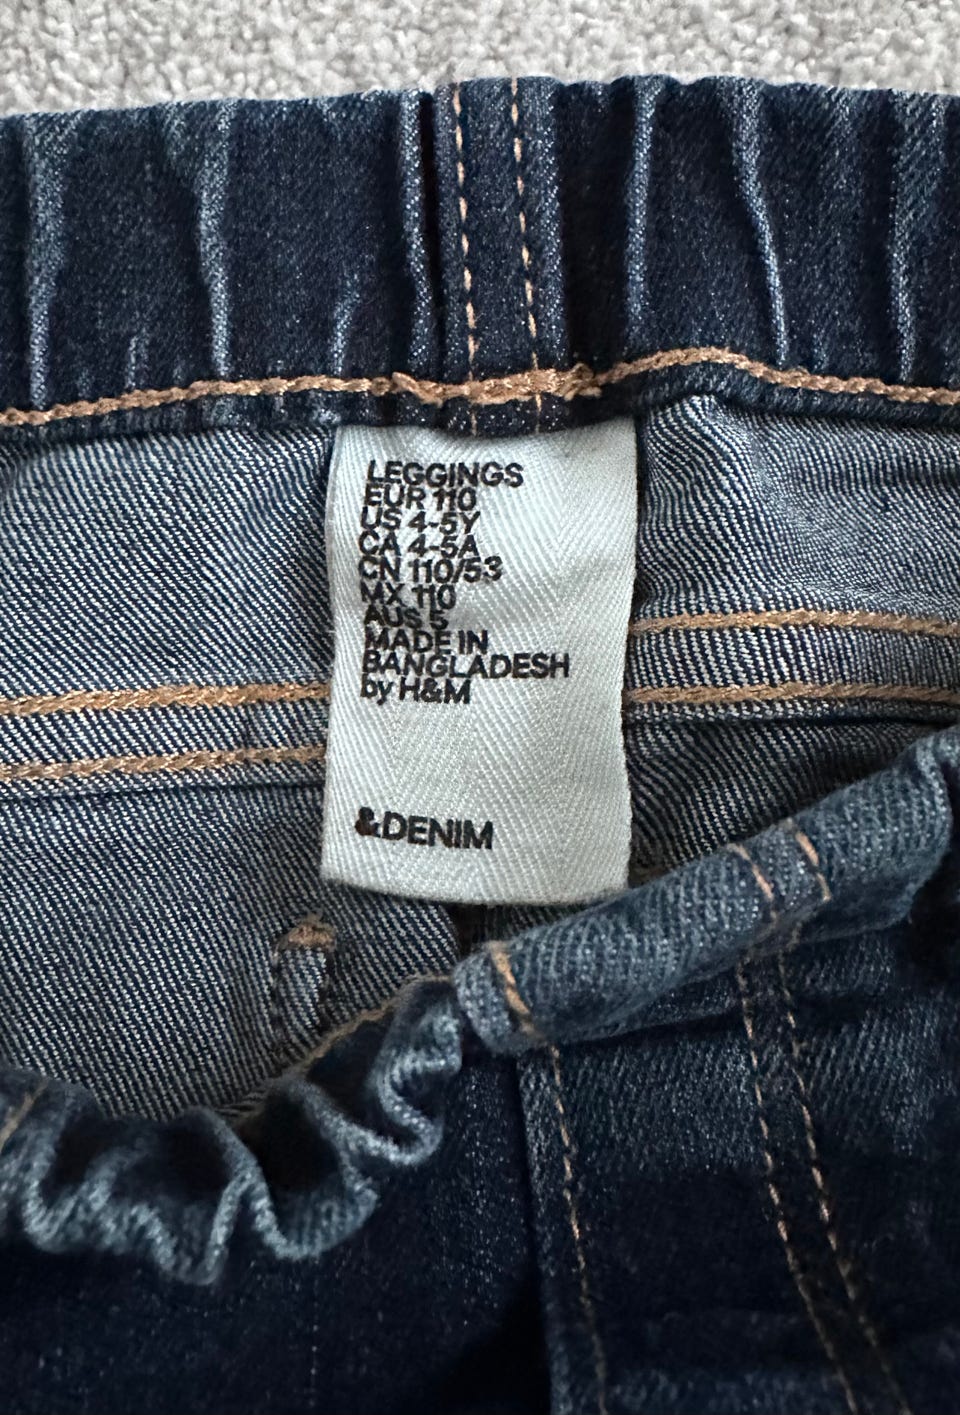 LEGGINGS
EUR 110
US 4-5Y
CA 4-5A
CN 110/53
MX 110
AUS 5
MADE IN
BANGLADESH
by H&M
&DENIM